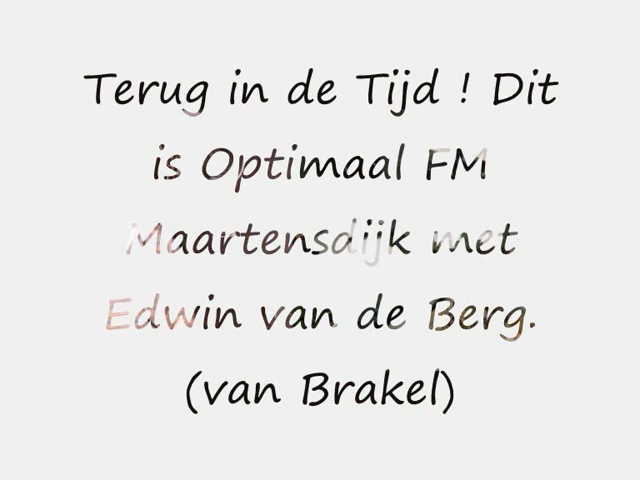 Terug in de Tijd ! Dit
is Optimaal FM
Maartensdijk met
Edwin van de Berg.
(van Brakel)